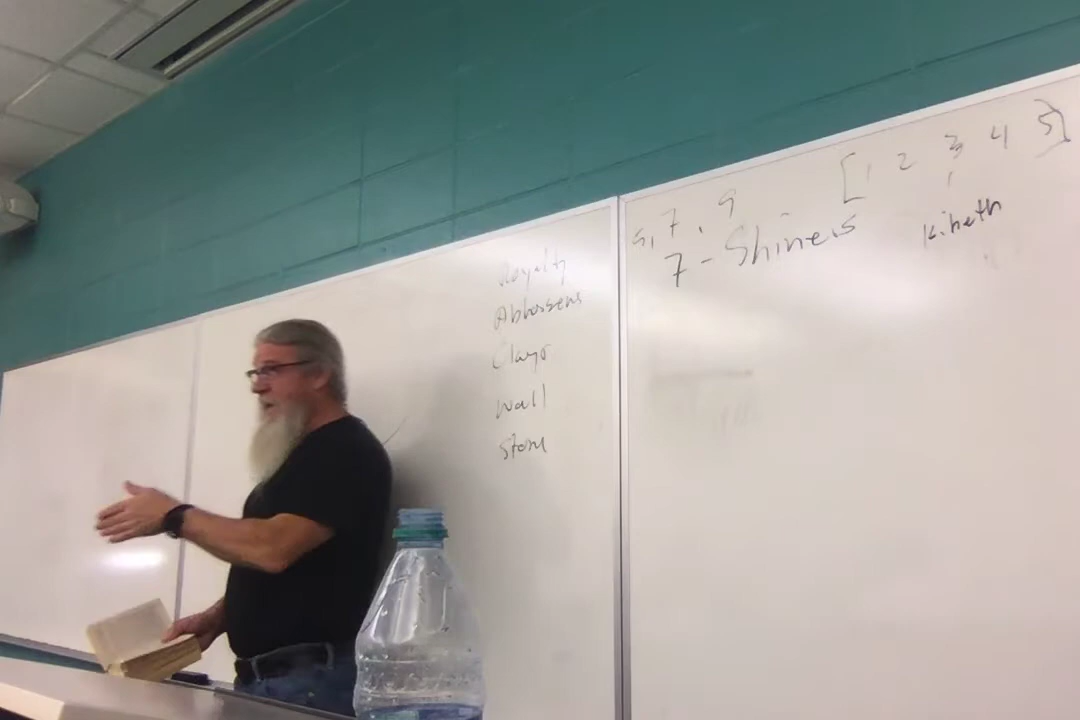 Royalty
Abhorsens
Clayr
Wall
Stone
5, 7, 9
7 - Shiners
[1 2 3 4 5]
Kibeth